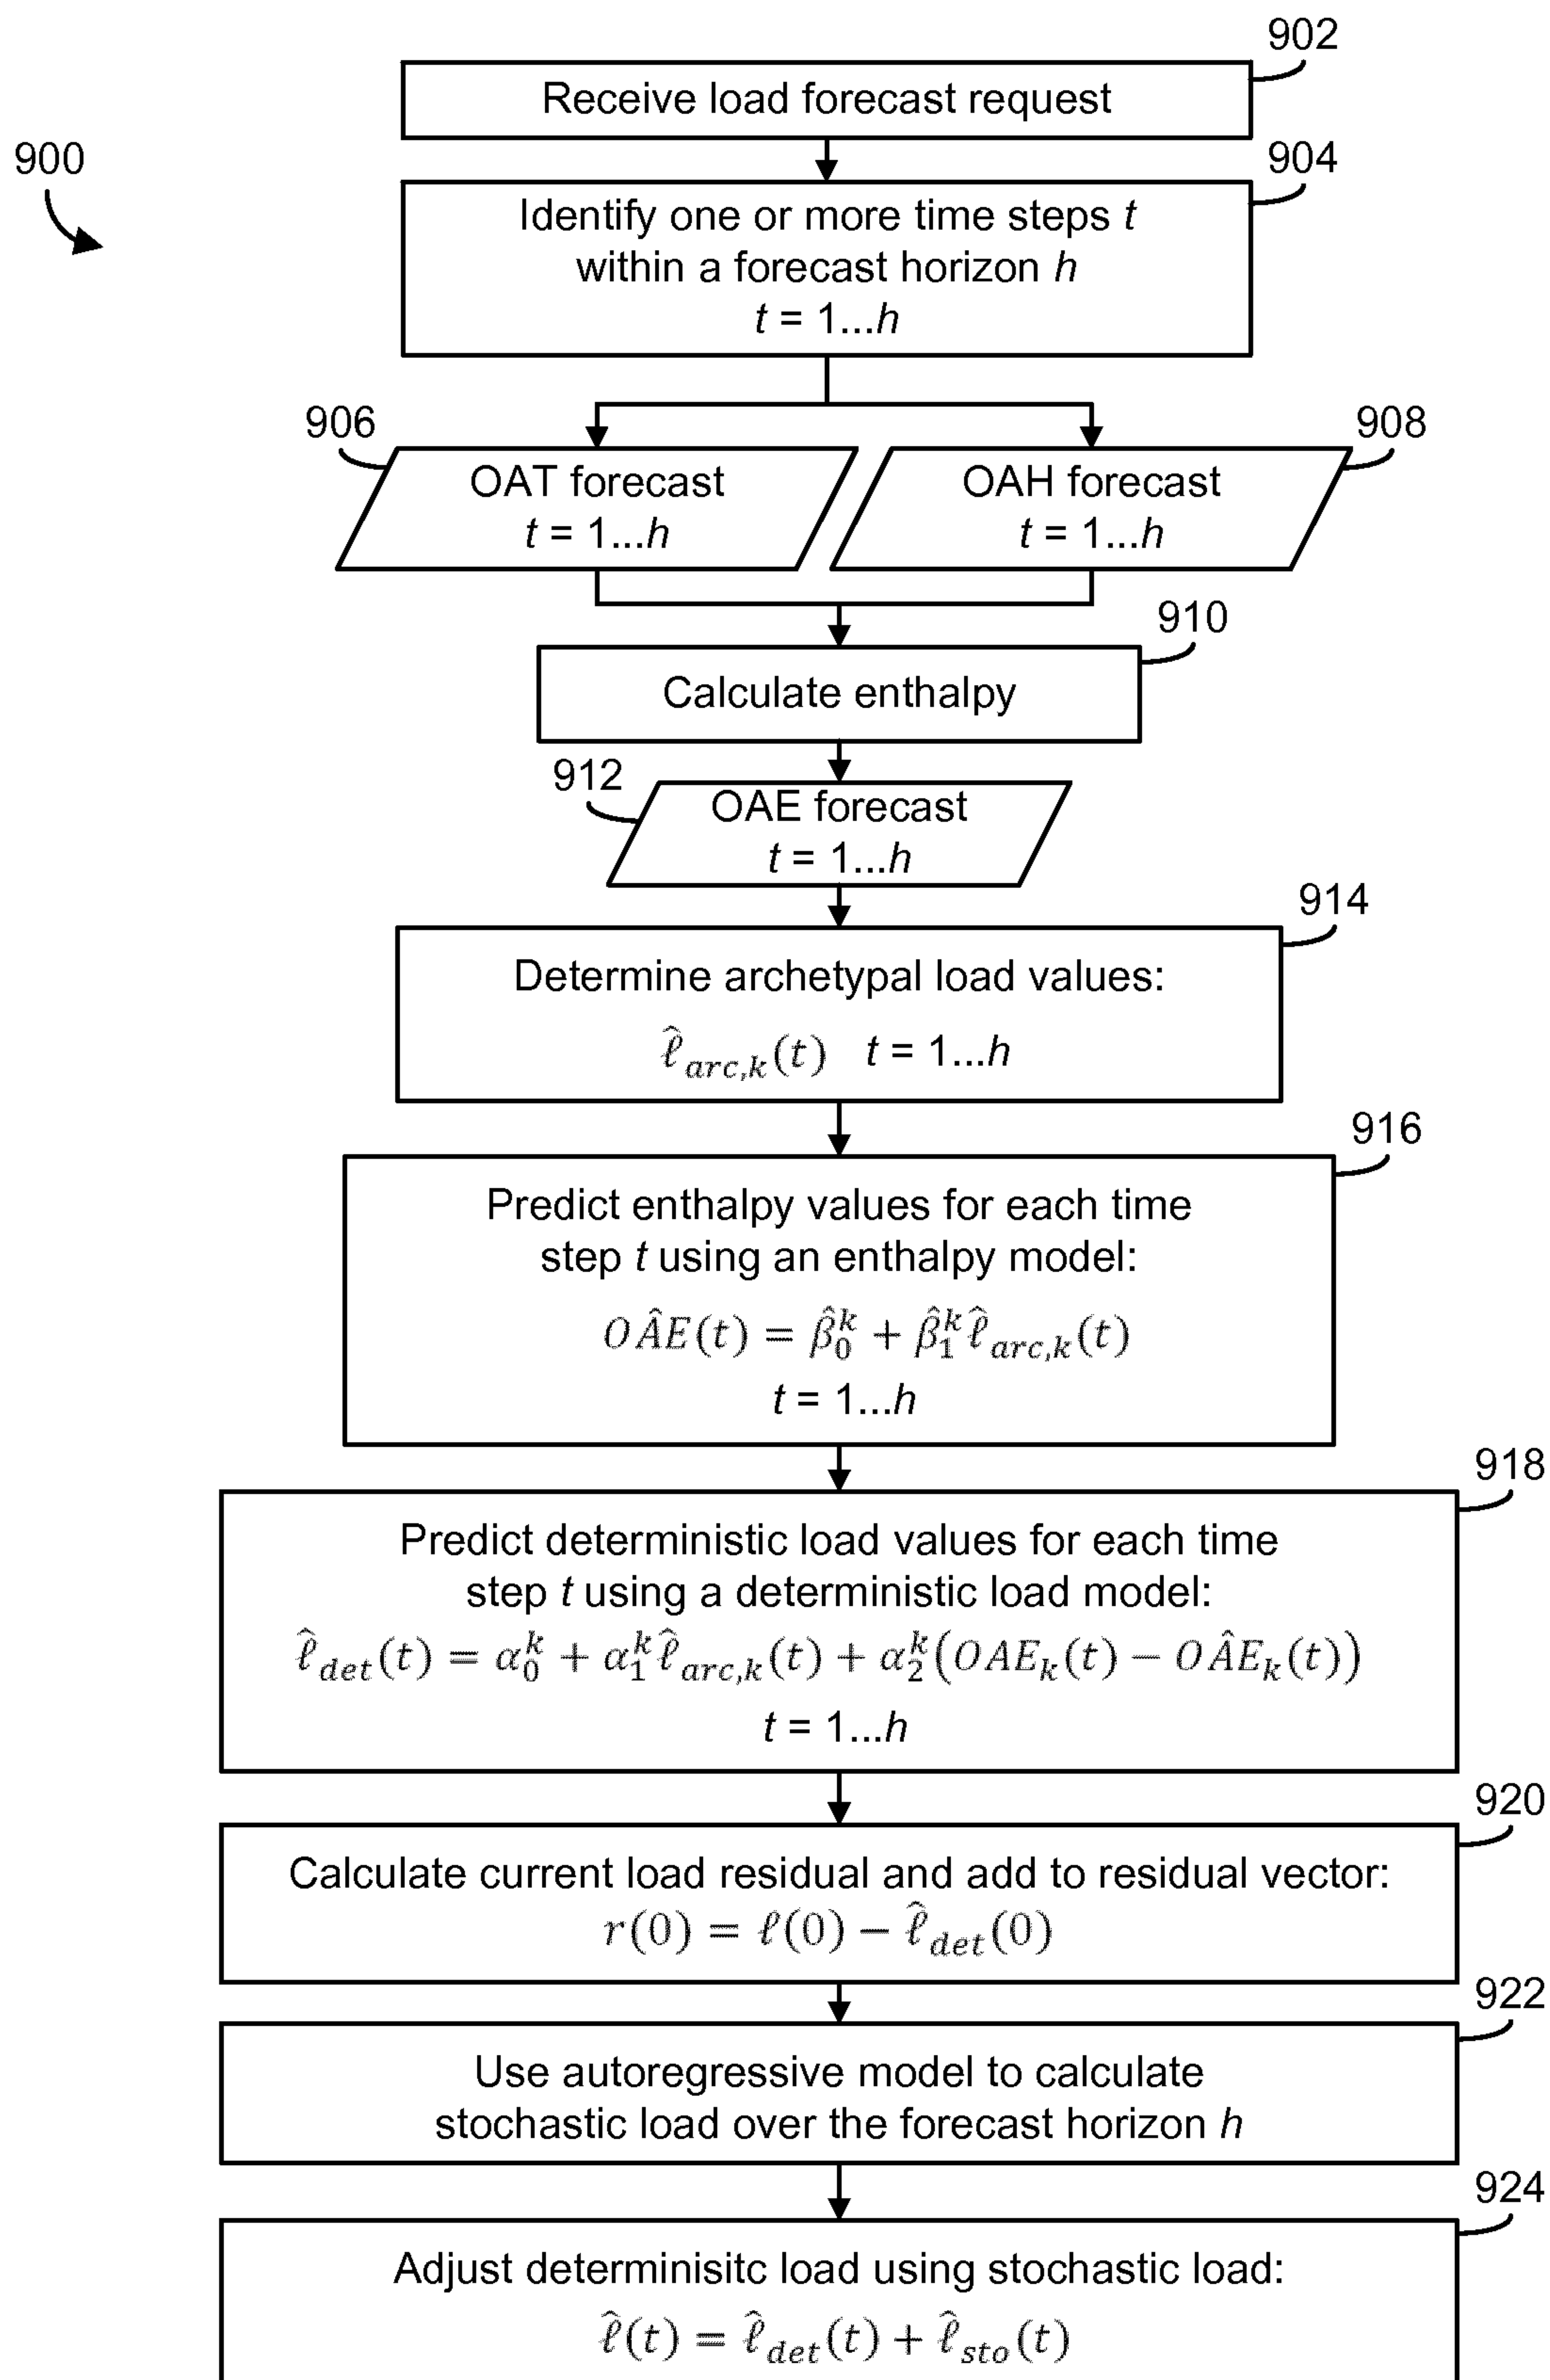 902
Receive load forecast request
900
904
Identify one or more time steps t
within a forecast horizon h
t = 1...h
906
908
OAT forecast
t = 1...h
OAH forecast
t = 1...h
910
Calculate enthalpy
912
OAE forecast
t = 1...h
914
Determine archetypal load values:
ℓ̂_{arc,k}(t) t = 1...h
916
Predict enthalpy values for each time
step t using an enthalpy model:
OÂE(t) = β̂₀ᵏ + β̂₁ᵏ ℓ̂_{arc,k}(t)
t = 1...h
918
Predict deterministic load values for each time
step t using a deterministic load model:
ℓ̂_{det}(t) = α₀ᵏ + α₁ᵏ ℓ̂_{arc,k}(t) + α₂ᵏ(OAE_k(t) − OÂE_k(t))
t = 1...h
920
Calculate current load residual and add to residual vector:
r(0) = ℓ(0) − ℓ̂_{det}(0)
922
Use autoregressive model to calculate
stochastic load over the forecast horizon h
924
Adjust determinisitc load using stochastic load:
ℓ̂(t) = ℓ̂_{det}(t) + ℓ̂_{sto}(t)